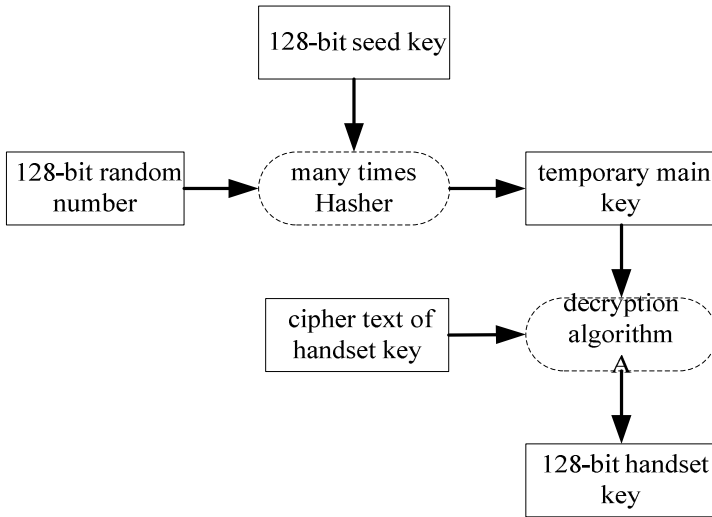 128-bit seed key
128-bit random
number
many times
Hasher
temporary main
key
cipher text of
handset key
decryption
algorithm
A
128-bit handset
key